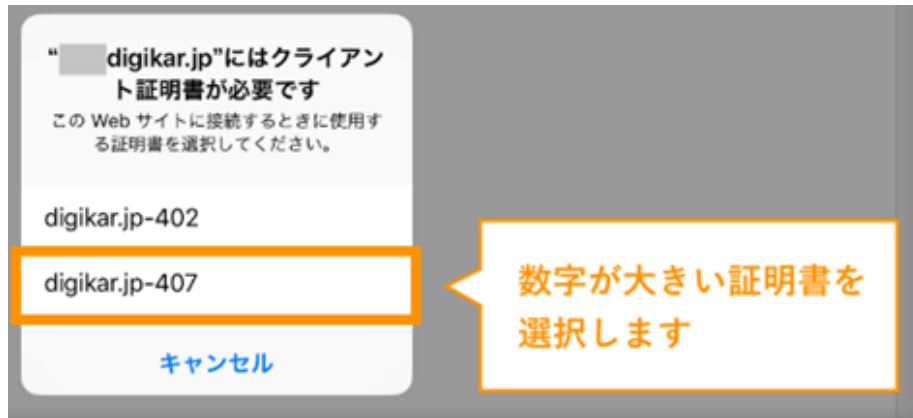 “ digikar.jp”にはクライアン
ト証明書が必要です
この Web サイトに接続するときに使用す
る証明書を選択してください。
digikar.jp-402
digikar.jp-407
キャンセル
数字が大きい証明書を
選択します